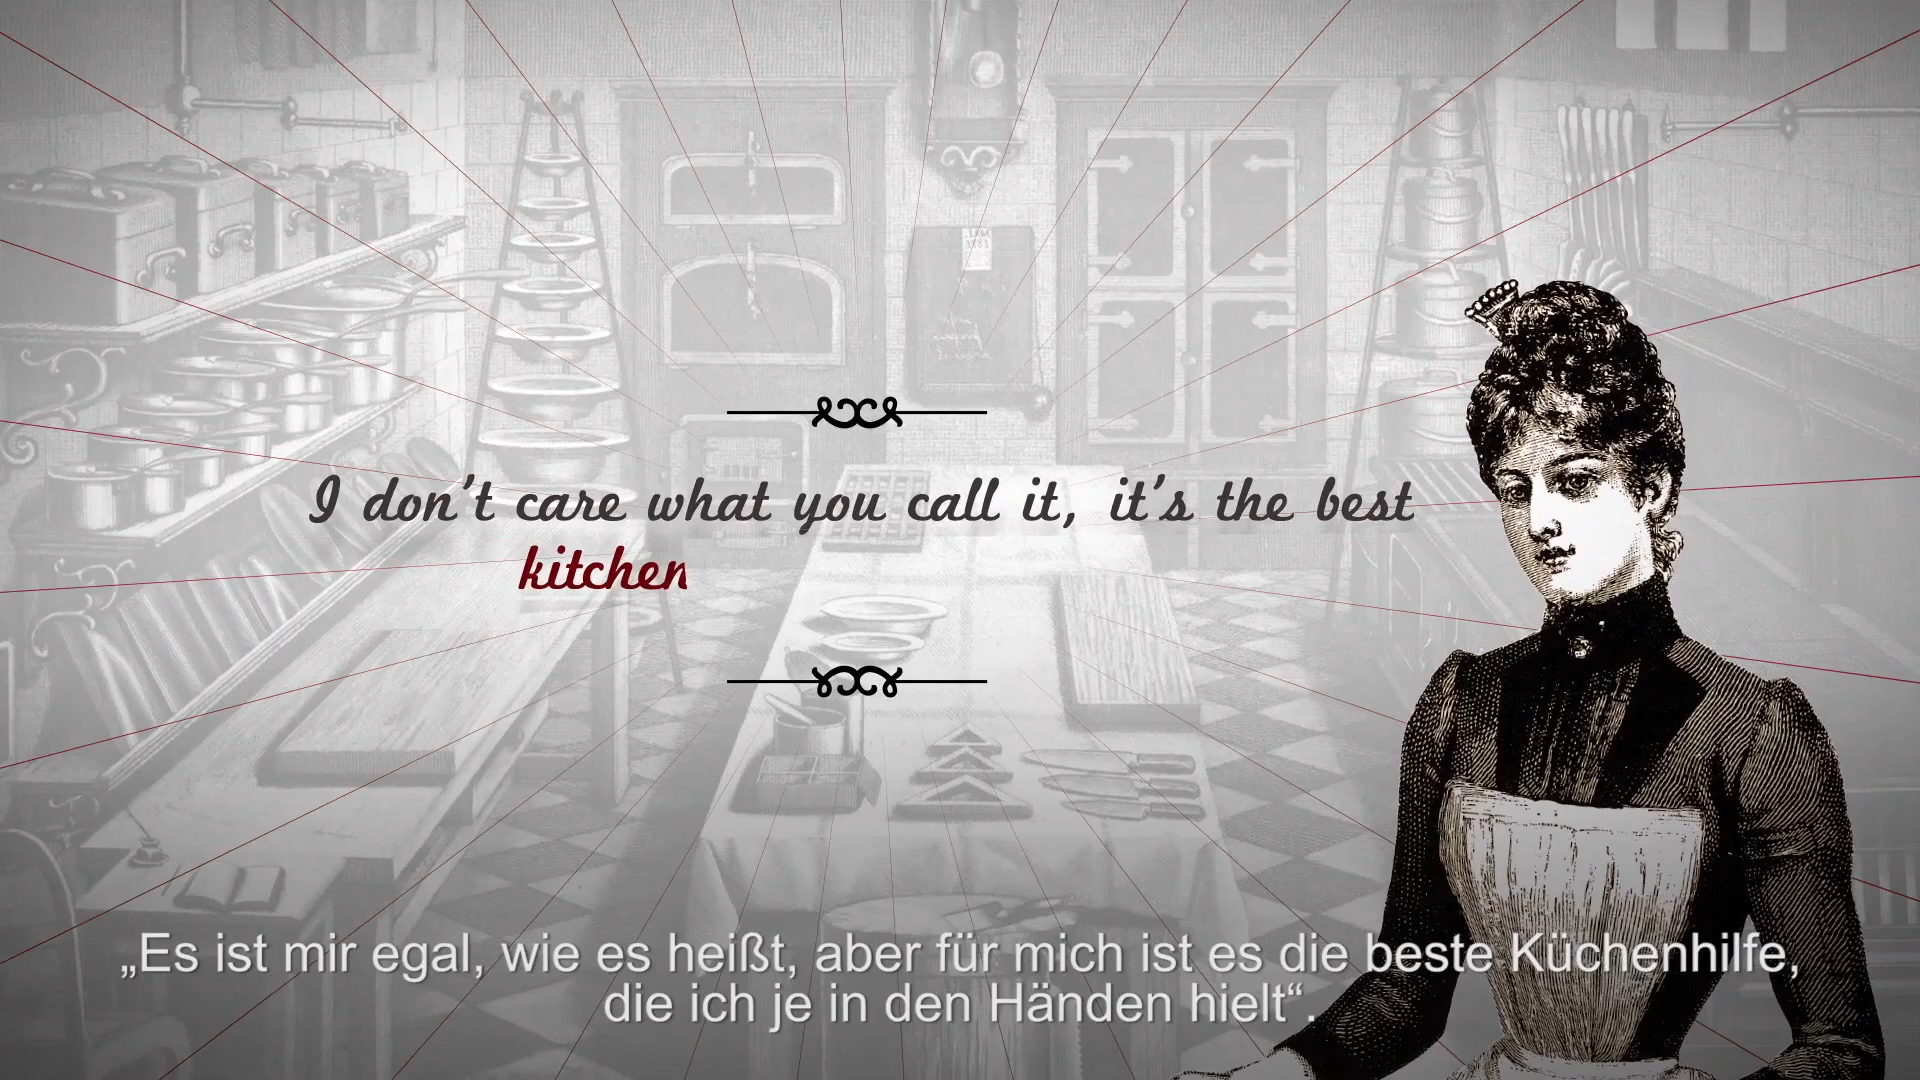 I don't care what you call it, it's the best
kitchen
„Es ist mir egal, wie es heißt, aber für mich ist es die beste Küchenhilfe,
die ich je in den Händen hielt“.